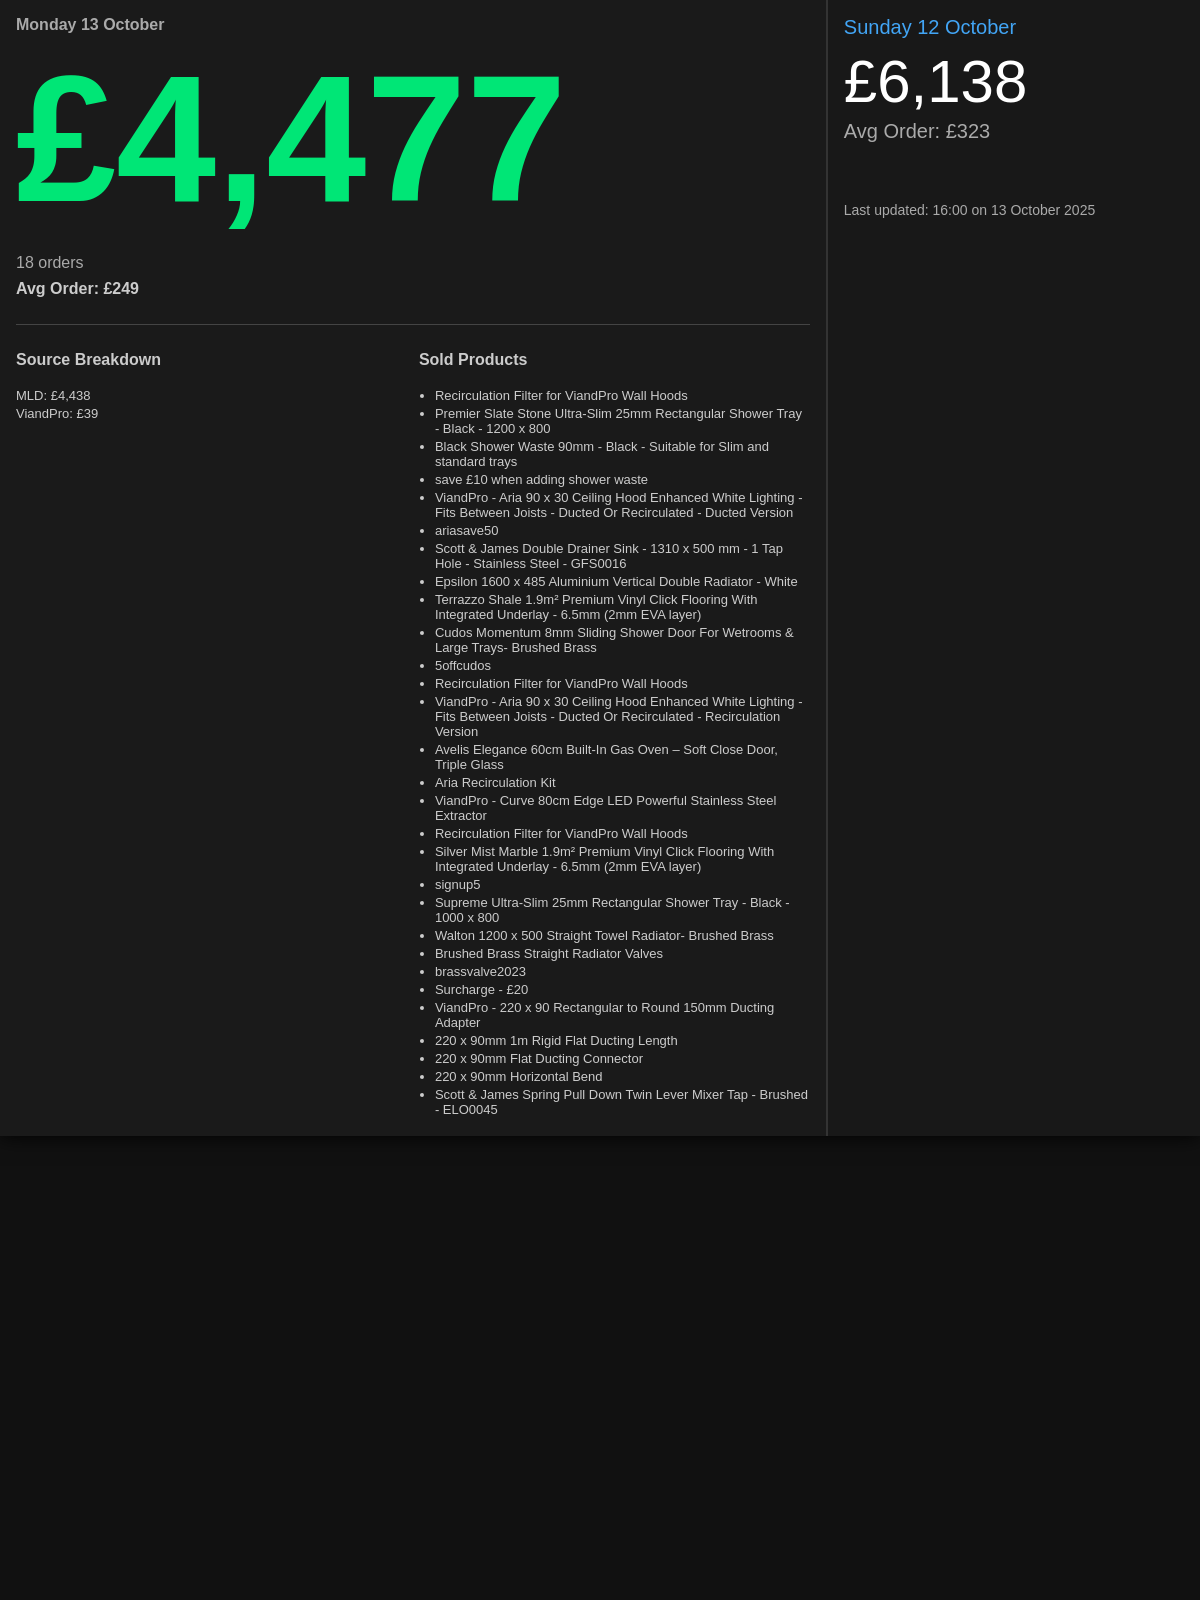 Monday 13 October
£4,477
18 orders
Avg Order: £249
Source Breakdown
MLD: £4,438
ViandPro: £39
Sold Products
• Recirculation Filter for ViandPro Wall Hoods
• Premier Slate Stone Ultra-Slim 25mm Rectangular Shower Tray
- Black - 1200 x 800
• Black Shower Waste 90mm - Black - Suitable for Slim and
standard trays
• save £10 when adding shower waste
• ViandPro - Aria 90 x 30 Ceiling Hood Enhanced White Lighting -
Fits Between Joists - Ducted Or Recirculated - Ducted Version
• ariasave50
• Scott & James Double Drainer Sink - 1310 x 500 mm - 1 Tap
Hole - Stainless Steel - GFS0016
• Epsilon 1600 x 485 Aluminium Vertical Double Radiator - White
• Terrazzo Shale 1.9m² Premium Vinyl Click Flooring With
Integrated Underlay - 6.5mm (2mm EVA layer)
• Cudos Momentum 8mm Sliding Shower Door For Wetrooms &
Large Trays- Brushed Brass
• 5offcudos
• Recirculation Filter for ViandPro Wall Hoods
• ViandPro - Aria 90 x 30 Ceiling Hood Enhanced White Lighting -
Fits Between Joists - Ducted Or Recirculated - Recirculation
Version
• Avelis Elegance 60cm Built-In Gas Oven – Soft Close Door,
Triple Glass
• Aria Recirculation Kit
• ViandPro - Curve 80cm Edge LED Powerful Stainless Steel
Extractor
• Recirculation Filter for ViandPro Wall Hoods
• Silver Mist Marble 1.9m² Premium Vinyl Click Flooring With
Integrated Underlay - 6.5mm (2mm EVA layer)
• signup5
• Supreme Ultra-Slim 25mm Rectangular Shower Tray - Black -
1000 x 800
• Walton 1200 x 500 Straight Towel Radiator- Brushed Brass
• Brushed Brass Straight Radiator Valves
• brassvalve2023
• Surcharge - £20
• ViandPro - 220 x 90 Rectangular to Round 150mm Ducting
Adapter
• 220 x 90mm 1m Rigid Flat Ducting Length
• 220 x 90mm Flat Ducting Connector
• 220 x 90mm Horizontal Bend
• Scott & James Spring Pull Down Twin Lever Mixer Tap - Brushed
- ELO0045
Sunday 12 October
£6,138
Avg Order: £323
Last updated: 16:00 on 13 October 2025